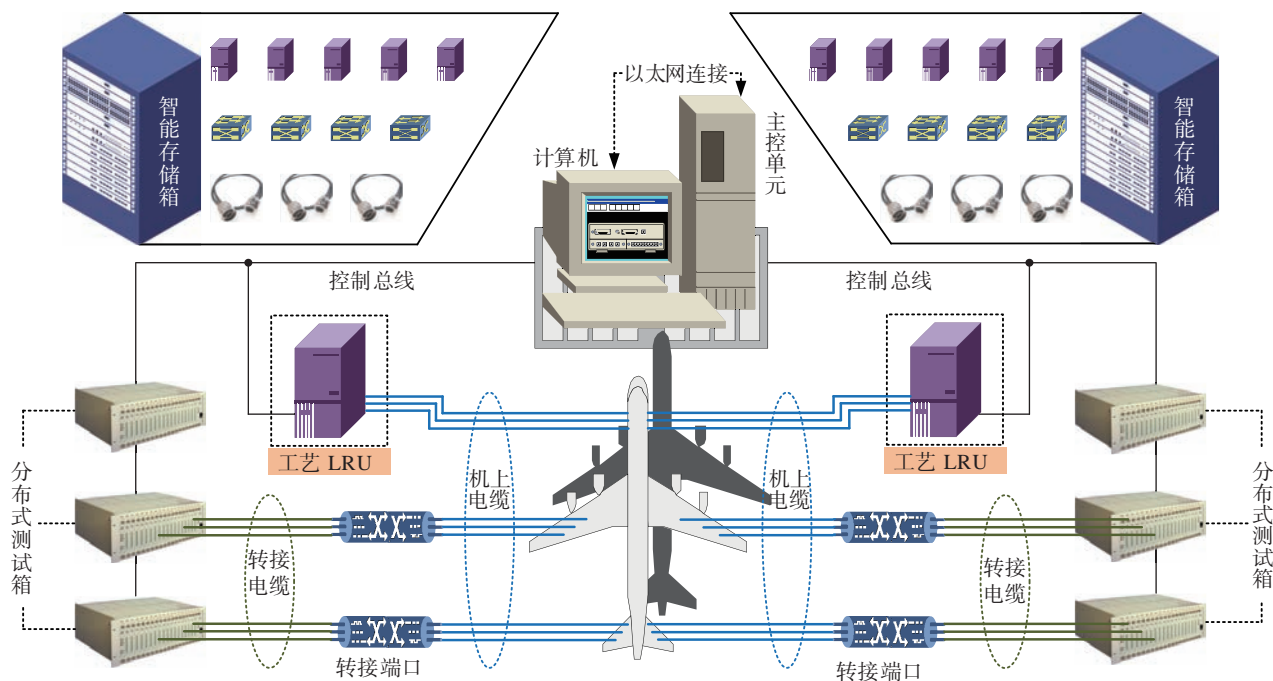 智能存储箱
以太网连接
计算机
主控单元
智能存储箱
控制总线
控制总线
工艺 LRU
工艺 LRU
分布式测试箱
机上
电缆
机上
电缆
分布式测试箱
转接
电缆
转接
电缆
转接端口
转接端口